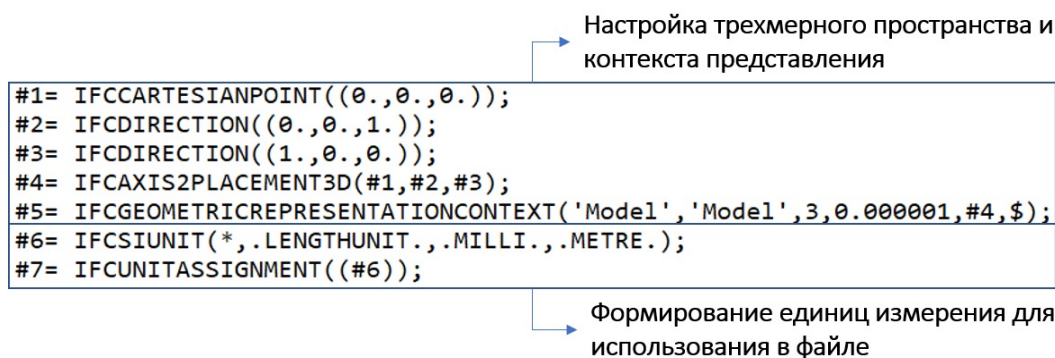 Настройка трехмерного пространства и
контекста представления
#1= IFCCARTESIANPOINT((0.,0.,0.));
#2= IFCDIRECTION((0.,0.,1.));
#3= IFCDIRECTION((1.,0.,0.));
#4= IFCAXIS2PLACEMENT3D(#1,#2,#3);
#5= IFCGEOMETRICREPRESENTATIONCONTEXT('Model','Model',3,0.000001,#4,$);
#6= IFCSIUNIT(*,.LENGTHUNIT.,.MILLI.,.METRE.);
#7= IFCUNITASSIGNMENT((#6));
Формирование единиц измерения для
использования в файле